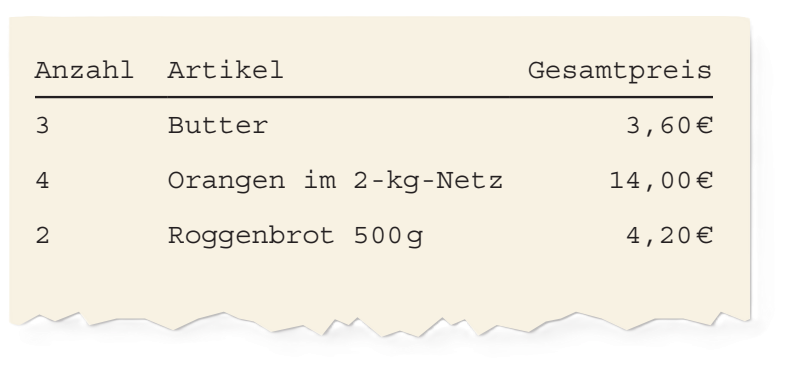 Anzahl Artikel Gesamtpreis
3 Butter 3,60€
4 Orangen im 2-kg-Netz 14,00€
2 Roggenbrot 500g 4,20€